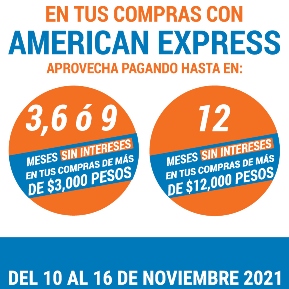 EN TUS COMPRAS CON
AMERICAN EXPRESS
APROVECHA PAGANDO HASTA EN:
3,6 ó 9
MESES SIN INTERESES
EN TUS COMPRAS DE MÁS
DE $3,000 PESOS
12
MESES SIN INTERESES
EN TUS COMPRAS DE MÁS
DE $12,000 PESOS
DEL 10 AL 16 DE NOVIEMBRE 2021